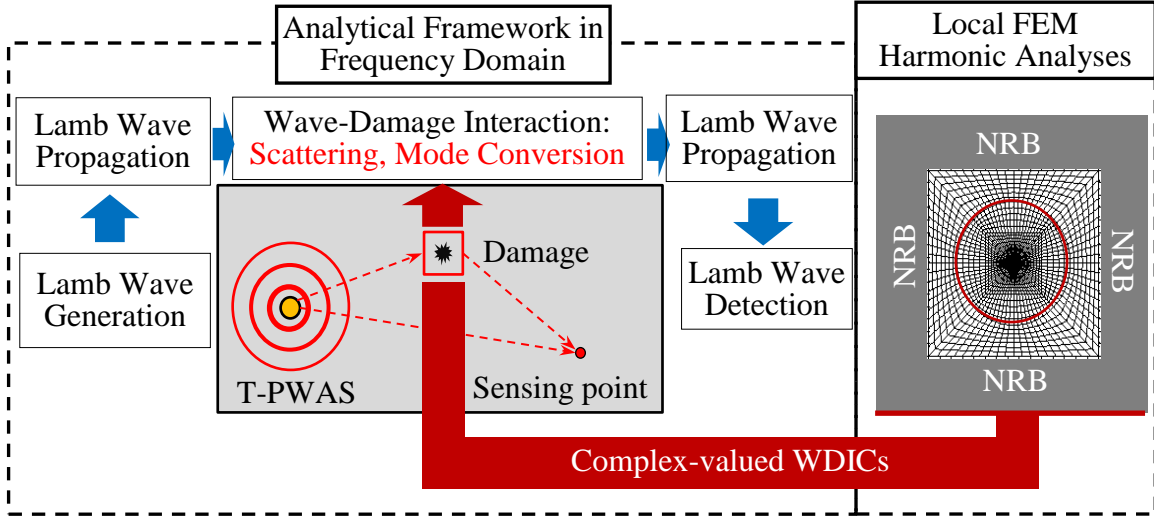 Analytical Framework in
Frequency Domain
Local FEM
Harmonic Analyses
Lamb Wave
Propagation
Wave-Damage Interaction:
Scattering, Mode Conversion
Lamb Wave
Propagation
Lamb Wave
Generation
Damage
T-PWAS
Sensing point
Lamb Wave
Detection
NRB
NRB
NRB
NRB
Complex-valued WDICs